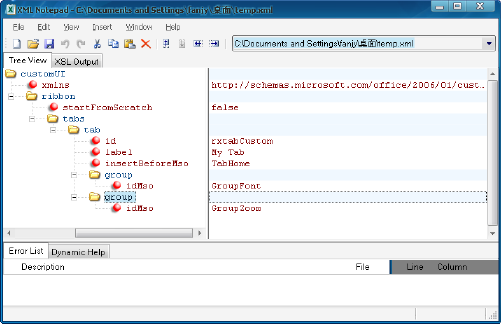 XML Notepad - C:\Documents and Settings\fanjy\桌面\temp.xml
File Edit View Insert Window Help
C:\Documents and Settings\fanjy\桌面\temp.xml
Tree View XSL Output
customUI
xmlns http://schemas.microsoft.com/office/2006/01/cust...
ribbon
startFromScratch false
tabs
tab
id rxtabCustom
label My Tab
insertBeforeMso TabHome
group
idMso GroupFont
group
idMso GroupZoom
Error List Dynamic Help
Description File Line Column